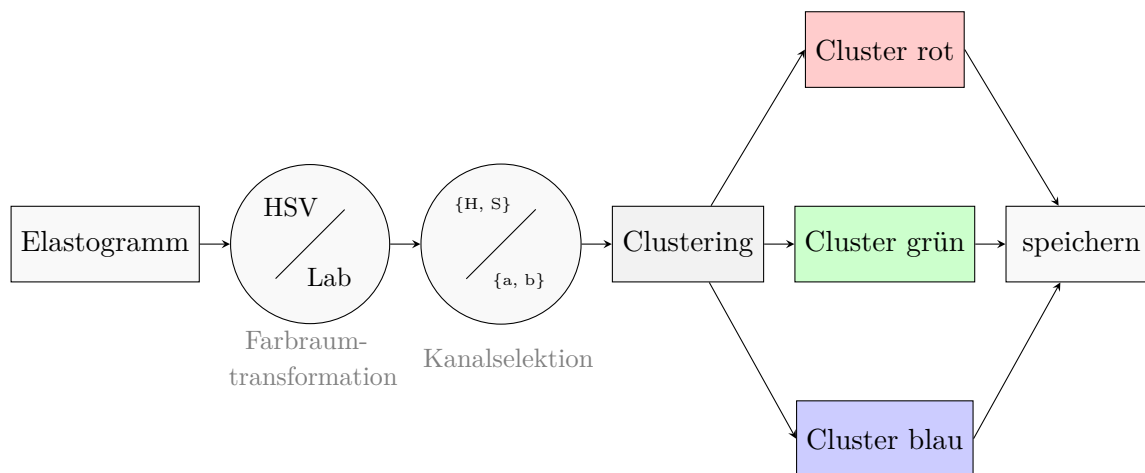 Cluster rot
Elastogramm
HSV
Lab
Farbraum-
transformation
{H, S}
{a, b}
Kanalselektion
Clustering
Cluster grün
speichern
Cluster blau